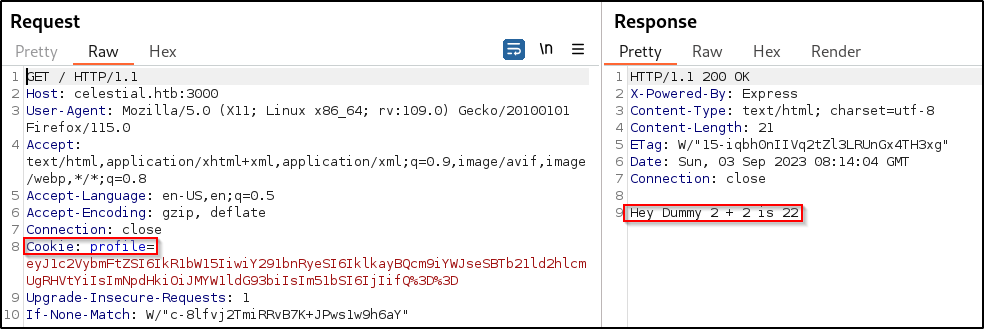 Request
Response
Pretty Raw Hex
\n
Pretty Raw Hex Render
1 GET / HTTP/1.1
2 Host: celestial.htb:3000
3 User-Agent: Mozilla/5.0 (X11; Linux x86_64; rv:109.0) Gecko/20100101
Firefox/115.0
4 Accept:
text/html,application/xhtml+xml,application/xml;q=0.9,image/avif,image
/webp,*/*;q=0.8
5 Accept-Language: en-US,en;q=0.5
6 Accept-Encoding: gzip, deflate
7 Connection: close
8 Cookie: profile=
eyJ1c2VybmFtZSI6IkR1bW15IiwiY291bnRyeSI6IklkayBQcm9iYWJseSBTb21ld2hlcm
UgRHVtYiIsImNpdHkiOiJMYW1ldG93biIsIm51bSI6IjIifQ%3D%3D
9 Upgrade-Insecure-Requests: 1
10 If-None-Match: W/"c-8lfvj2TmiRRvB7K+JPws1w9h6aY"
1 HTTP/1.1 200 OK
2 X-Powered-By: Express
3 Content-Type: text/html; charset=utf-8
4 Content-Length: 21
5 ETag: W/"15-iqbhOnIIVq2tZl3LRUnGx4TH3xg"
6 Date: Sun, 03 Sep 2023 08:14:04 GMT
7 Connection: close
8
9 Hey Dummy 2 + 2 is 22